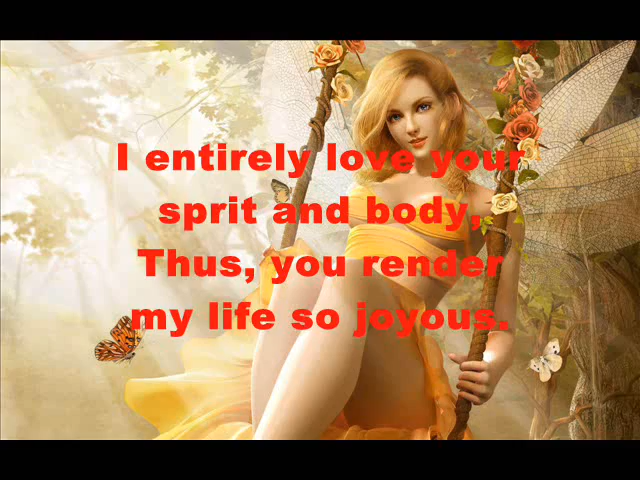 I entirely love your
sprit and body,
Thus, you render
my life so joyous.